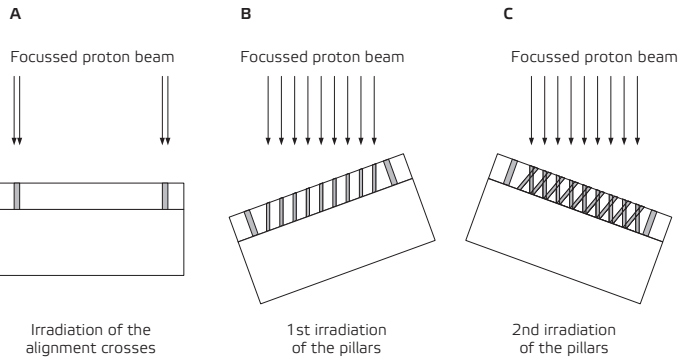 A
B
C
Focussed proton beam
Focussed proton beam
Focussed proton beam
Irradiation of the
alignment crosses
1st irradiation
of the pillars
2nd irradiation
of the pillars